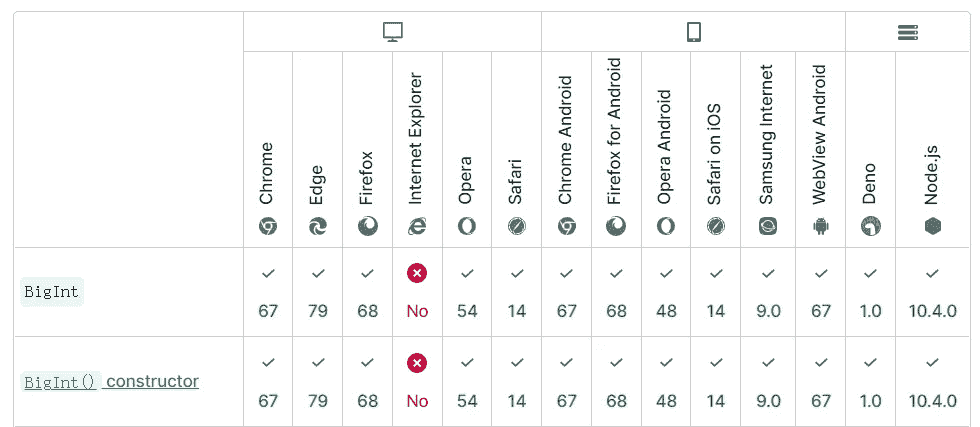 Chrome
Edge
Firefox
Internet Explorer
Opera
Safari
Chrome Android
Firefox for Android
Opera Android
Safari on iOS
Samsung Internet
WebView Android
Deno
Node.js
BigInt
67 79 68 No 54 14 67 68 48 14 9.0 67 1.0 10.4.0
BigInt() constructor
67 79 68 No 54 14 67 68 48 14 9.0 67 1.0 10.4.0